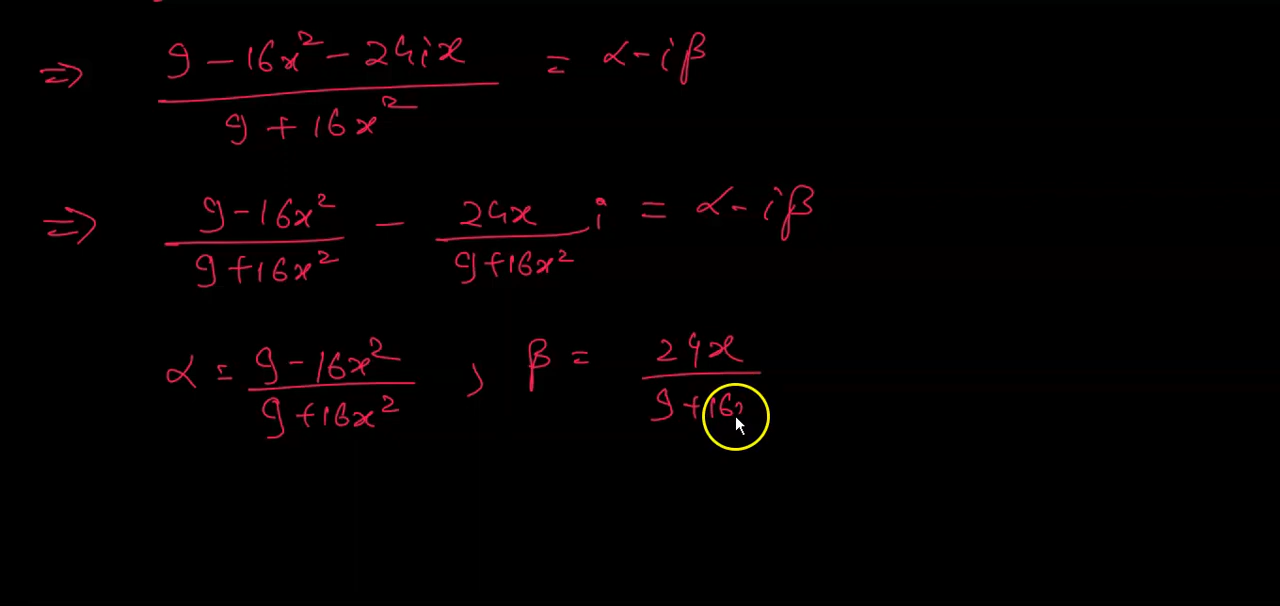 ⇒ (9 - 16x² - 24ix)/(9 + 16x²) = α - iβ
⇒ (9 - 16x²)/(9 + 16x²) - (24x)/(9 + 16x²) i = α - iβ
α = (9 - 16x²)/(9 + 16x²) , β = (24x)/(9 + 16